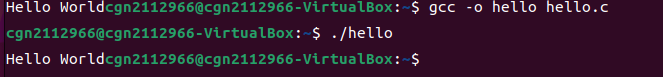 Hello Worldcgn2112966@cgn2112966-VirtualBox:~$ gcc -o hello hello.c
cgn2112966@cgn2112966-VirtualBox:~$ ./hello
Hello Worldcgn2112966@cgn2112966-VirtualBox:~$